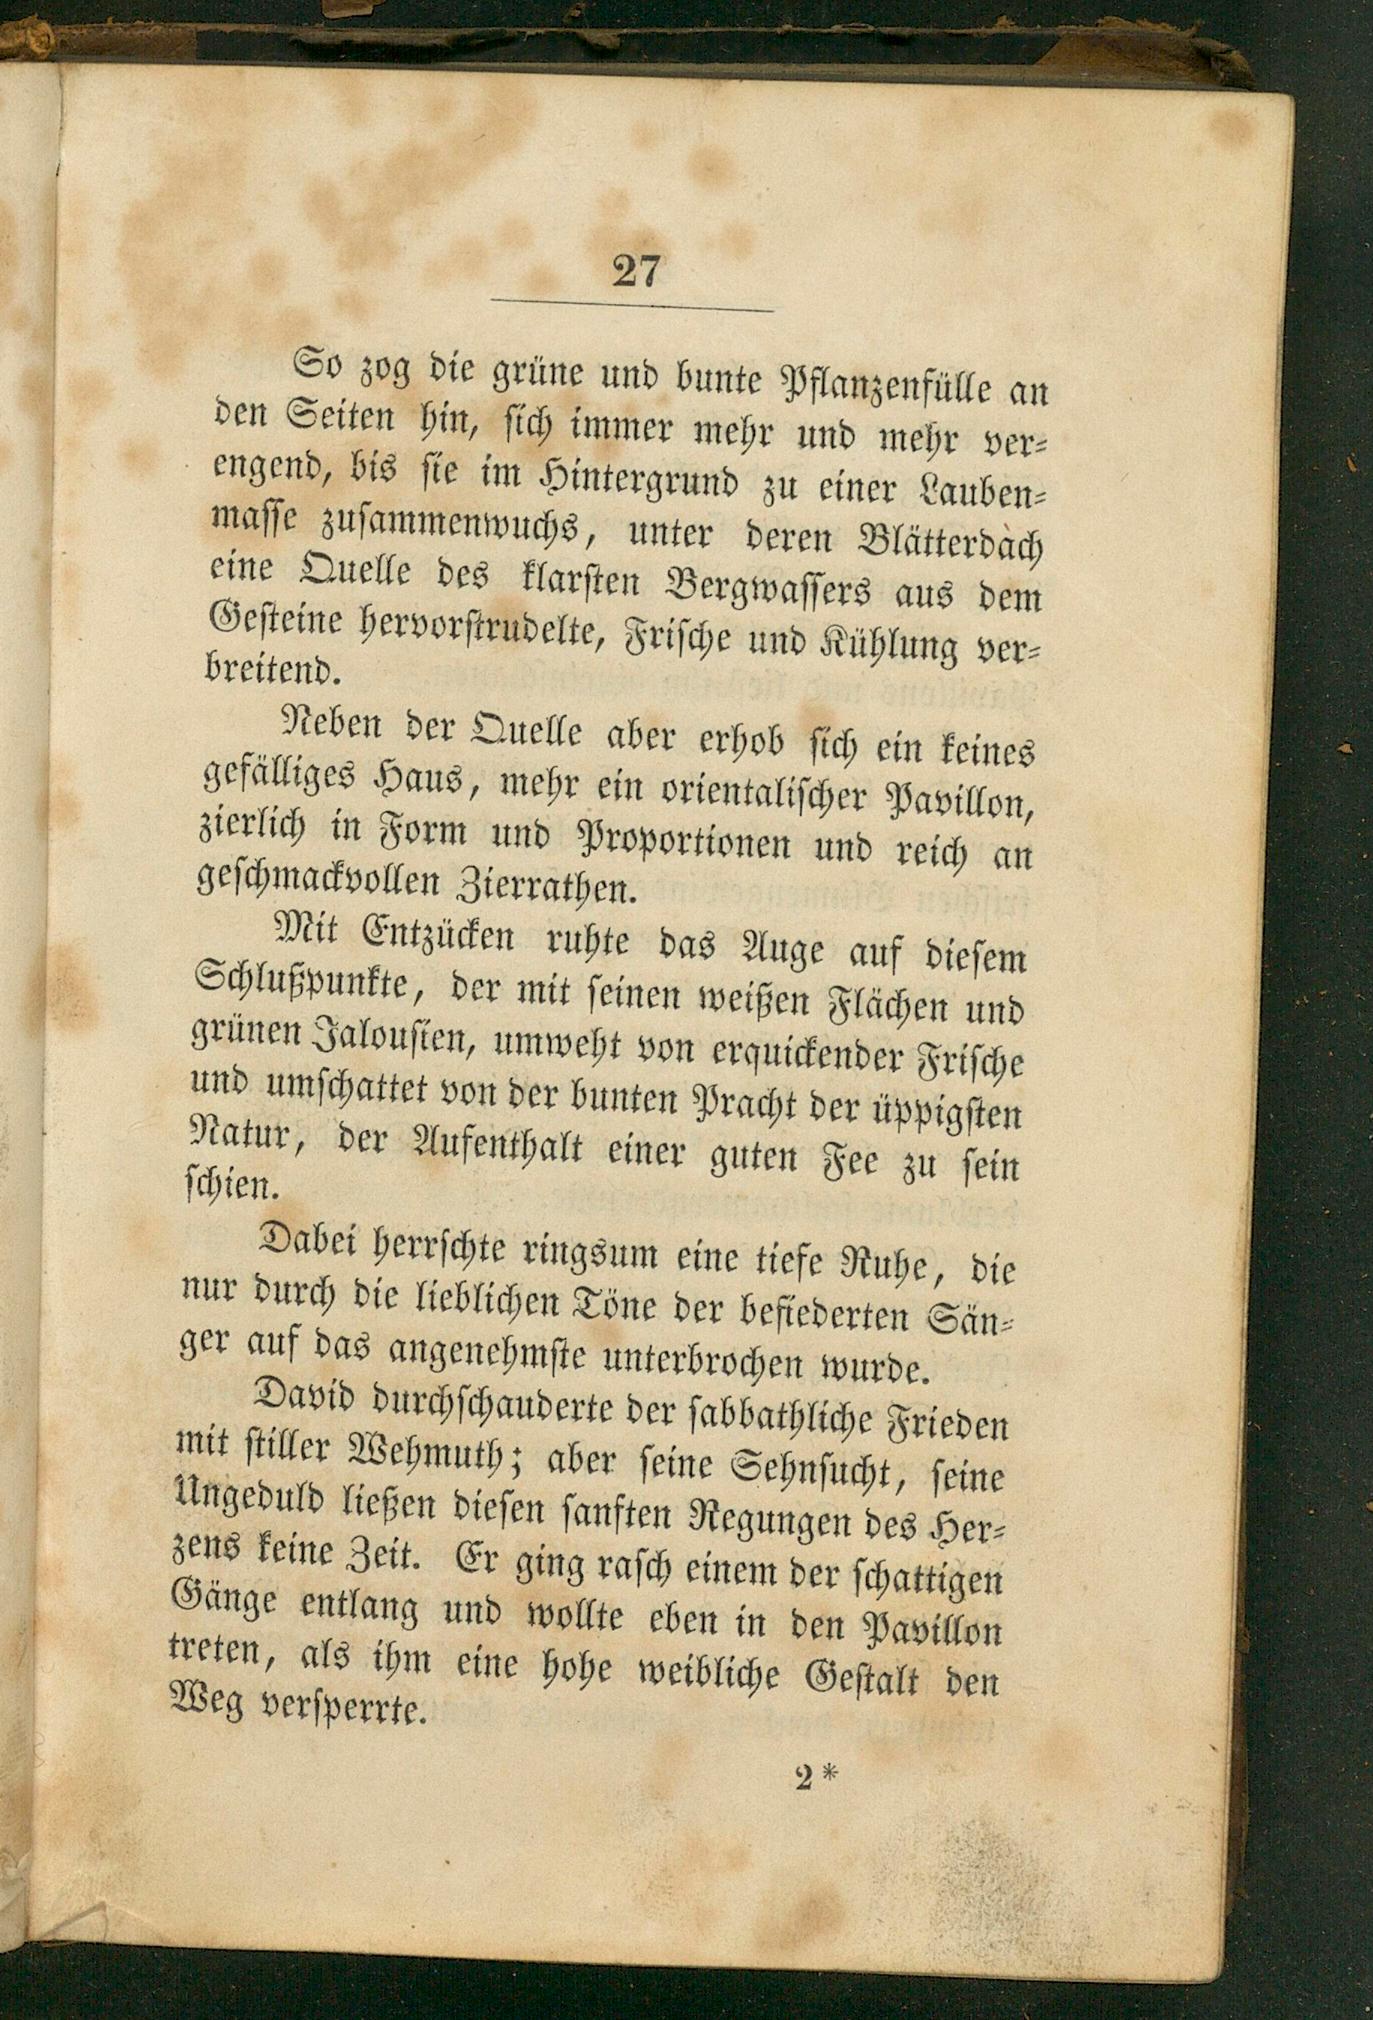 27
So zog die grüne und bunte Pflanzenfülle an
den Seiten hin, sich immer mehr und mehr ver-
engend, bis sie im Hintergrund zu einer Lauben-
masse zusammenwuchs, unter deren Blätterdach
eine Quelle des klarsten Bergwassers aus dem
Gesteine hervorstrudelte, Frische und Kühlung ver-
breitend.
Neben der Quelle aber erhob sich ein keines
gefälliges Haus, mehr ein orientalischer Pavillon,
zierlich in Form und Proportionen und reich an
geschmackvollen Zierrathen.
Mit Entzücken ruhte das Auge auf diesem
Schlußpunkte, der mit seinen weißen Flächen und
grünen Jalousien, umweht von erquickender Frische
und umschattet von der bunten Pracht der üppigsten
Natur, der Aufenthalt einer guten Fee zu sein
schien.
Dabei herrschte ringsum eine tiefe Ruhe, die
nur durch die lieblichen Töne der befiederten Sän-
ger auf das angenehmste unterbrochen wurde.
David durchschauderte der sabbathliche Frieden
mit stiller Wehmuth; aber seine Sehnsucht, seine
Ungeduld ließen diesen sanften Regungen des Her-
zens keine Zeit. Er ging rasch einem der schattigen
Gänge entlang und wollte eben in den Pavillon
treten, als ihm eine hohe weibliche Gestalt den
Weg versperrte.
2*